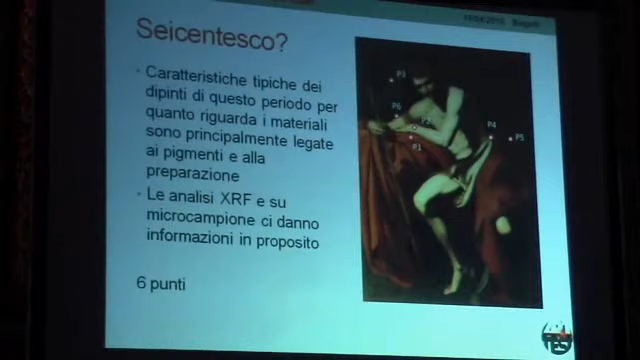 Seicentesco?
· Caratteristiche tipiche dei
dipinti di questo periodo per
quanto riguarda i materiali
sono principalmente legate
ai pigmenti e alla
preparazione
· Le analisi XRF e su
microcampione ci danno
informazioni in proposito
6 punti
P3
P6
P4
P5
P1